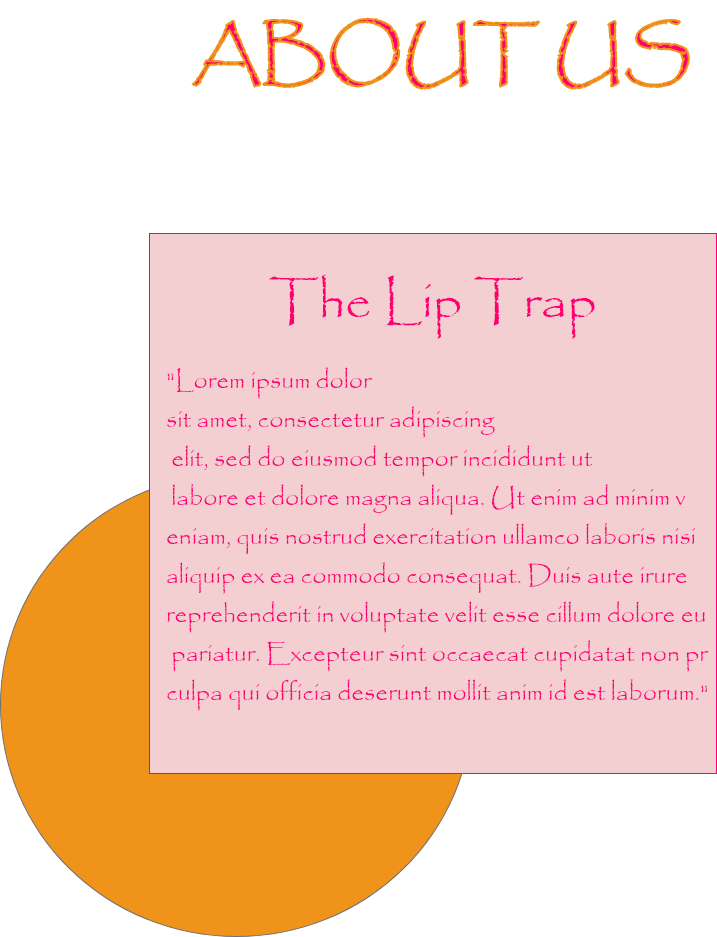 ABOUT US
The Lip Trap
"Lorem ipsum dolor
sit amet, consectetur adipiscing
elit, sed do eiusmod tempor incididunt ut
labore et dolore magna aliqua. Ut enim ad minim v
eniam, quis nostrud exercitation ullamco laboris nisi
aliquip ex ea commodo consequat. Duis aute irure
reprehenderit in voluptate velit esse cillum dolore eu
pariatur. Excepteur sint occaecat cupidatat non pr
culpa qui officia deserunt mollit anim id est laborum."